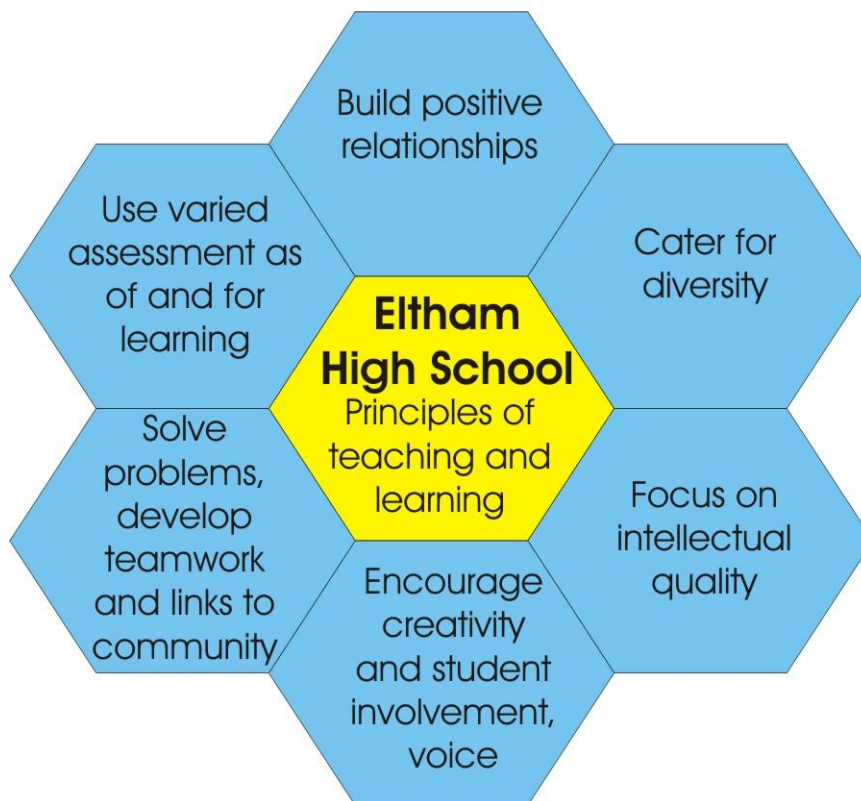 Build positive
relationships
Use varied
assessment as
of and for
learning
Cater for
diversity
Eltham
High School
Principles of
teaching and
learning
Solve
problems,
develop
teamwork
and links to
community
Focus on
intellectual
quality
Encourage
creativity
and student
involvement,
voice